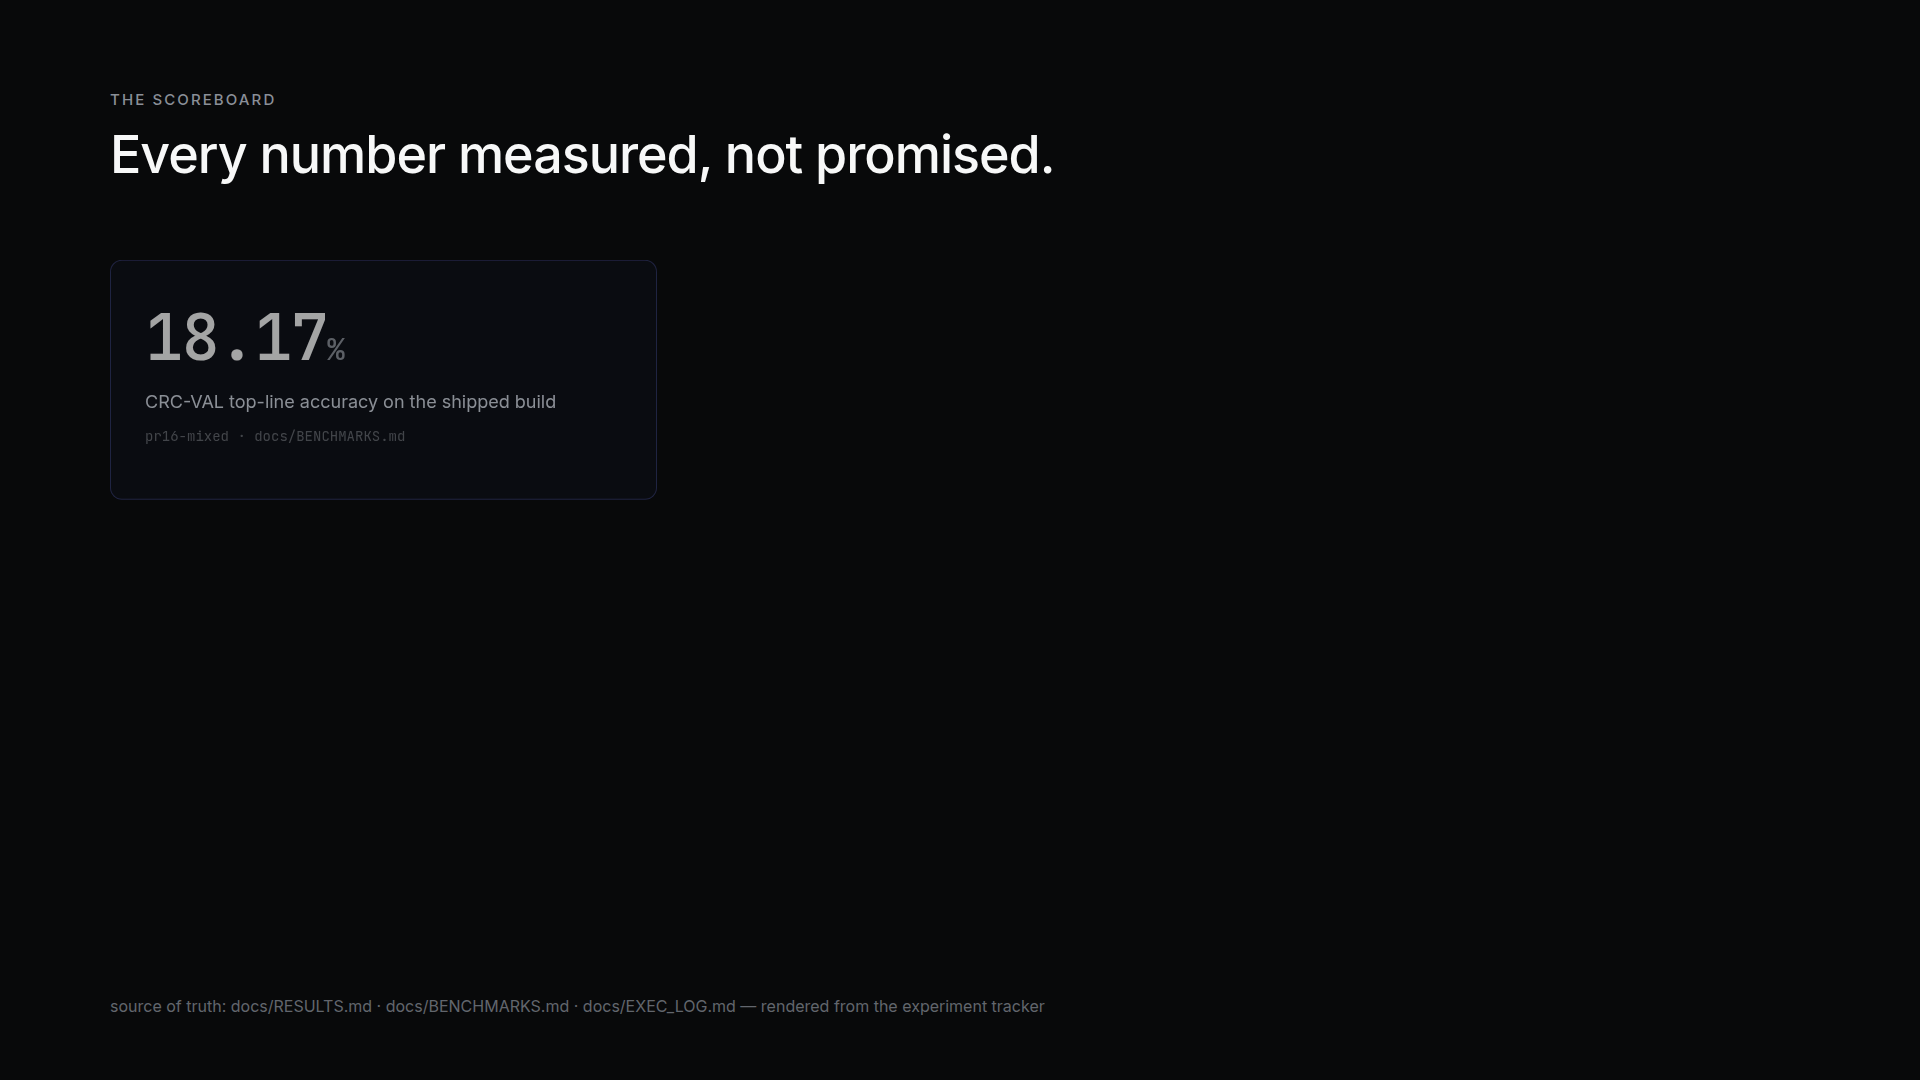 THE SCOREBOARD
Every number measured, not promised.
18.17%
CRC-VAL top-line accuracy on the shipped build
pr16-mixed · docs/BENCHMARKS.md
source of truth: docs/RESULTS.md · docs/BENCHMARKS.md · docs/EXEC_LOG.md — rendered from the experiment tracker